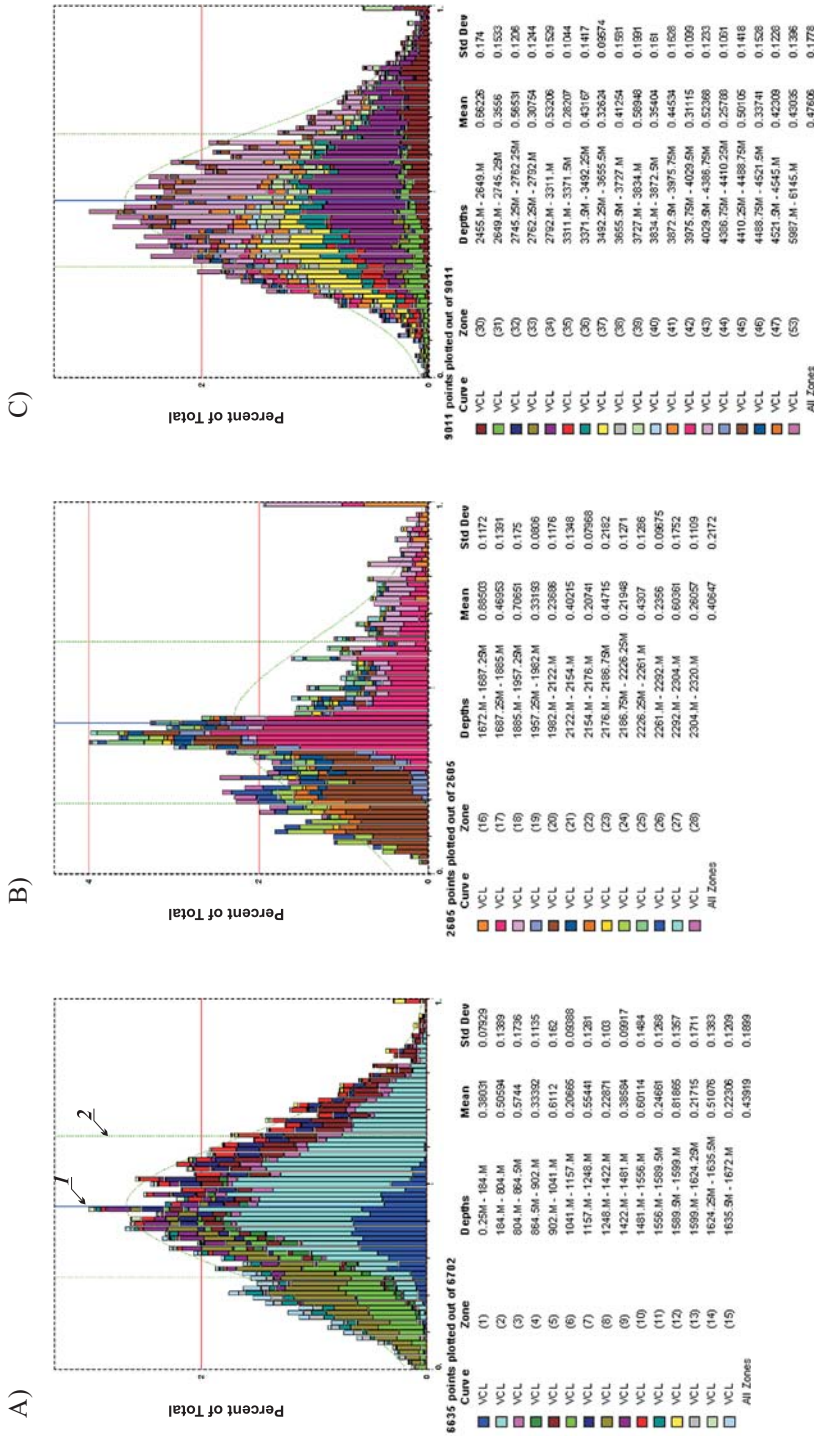 A)
Percent of Total
2
0
0.
1.
1
2
6635 points plotted out of 6702
Curve Zone Depths Mean Std Dev
VCL (1) 0.25M - 184.M 0.38031 0.07929
VCL (2) 184.M - 804.M 0.50594 0.1389
VCL (3) 804.M - 864.5M 0.5744 0.1736
VCL (4) 864.5M - 902.M 0.33392 0.1135
VCL (5) 902.M - 1041.M 0.6112 0.162
VCL (6) 1041.M - 1157.M 0.20665 0.09388
VCL (7) 1157.M - 1248.M 0.55441 0.1281
VCL (8) 1248.M - 1422.M 0.22871 0.103
VCL (9) 1422.M - 1481.M 0.38584 0.09917
VCL (10) 1481.M - 1556.M 0.60114 0.1484
VCL (11) 1556.M - 1589.5M 0.24661 0.1268
VCL (12) 1589.5M - 1599.M 0.81865 0.1357
VCL (13) 1599.M - 1624.25M 0.21715 0.1711
VCL (14) 1624.25M - 1635.5M 0.51076 0.1383
VCL (15) 1635.5M - 1672.M 0.22306 0.1209
All Zones 0.43919 0.1899
B)
Percent of Total
4
2
0
0.
1.
2605 points plotted out of 2605
Curve Zone Depths Mean Std Dev
VCL (16) 1672.M - 1687.25M 0.88503 0.1172
VCL (17) 1687.25M - 1885.M 0.46953 0.1391
VCL (18) 1885.M - 1957.25M 0.70651 0.175
VCL (19) 1957.25M - 1982.M 0.33193 0.0806
VCL (20) 1982.M - 2122.M 0.23686 0.1176
VCL (21) 2122.M - 2154.M 0.40215 0.1348
VCL (22) 2154.M - 2176.M 0.20741 0.07968
VCL (23) 2176.M - 2186.75M 0.44715 0.2182
VCL (24) 2186.75M - 2226.25M 0.21948 0.1271
VCL (25) 2226.25M - 2261.M 0.4307 0.1286
VCL (26) 2261.M - 2292.M 0.2356 0.09675
VCL (27) 2292.M - 2304.M 0.60361 0.1752
VCL (28) 2304.M - 2320.M 0.26057 0.1109
All Zones 0.40647 0.2172
C)
Percent of Total
2
0
0.
1.
9011 points plotted out of 9011
Curve Zone Depths Mean Std Dev
VCL (30) 2455.M - 2649.M 0.66226 0.174
VCL (31) 2649.M - 2745.25M 0.3556 0.1533
VCL (32) 2745.25M - 2762.25M 0.56531 0.1206
VCL (33) 2762.25M - 2792.M 0.30754 0.1244
VCL (34) 2792.M - 3311.M 0.53206 0.1529
VCL (35) 3311.M - 3371.5M 0.28207 0.1044
VCL (36) 3371.5M - 3492.25M 0.43167 0.1417
VCL (37) 3492.25M - 3655.5M 0.32624 0.09574
VCL (38) 3655.5M - 3727.M 0.41254 0.1581
VCL (39) 3727.M - 3834.M 0.58948 0.1991
VCL (40) 3834.M - 3872.5M 0.35404 0.161
VCL (41) 3872.5M - 3975.75M 0.44534 0.1628
VCL (42) 3975.75M - 4029.5M 0.31115 0.1099
VCL (43) 4029.5M - 4386.75M 0.52368 0.1233
VCL (44) 4386.75M - 4410.25M 0.25788 0.1061
VCL (45) 4410.25M - 4488.75M 0.50105 0.1418
VCL (46) 4488.75M - 4521.5M 0.33741 0.1528
VCL (47) 4521.5M - 4545.M 0.42309 0.1228
VCL (53) 5987.M - 6145.M 0.43035 0.1396
All Zones 0.47606 0.1778